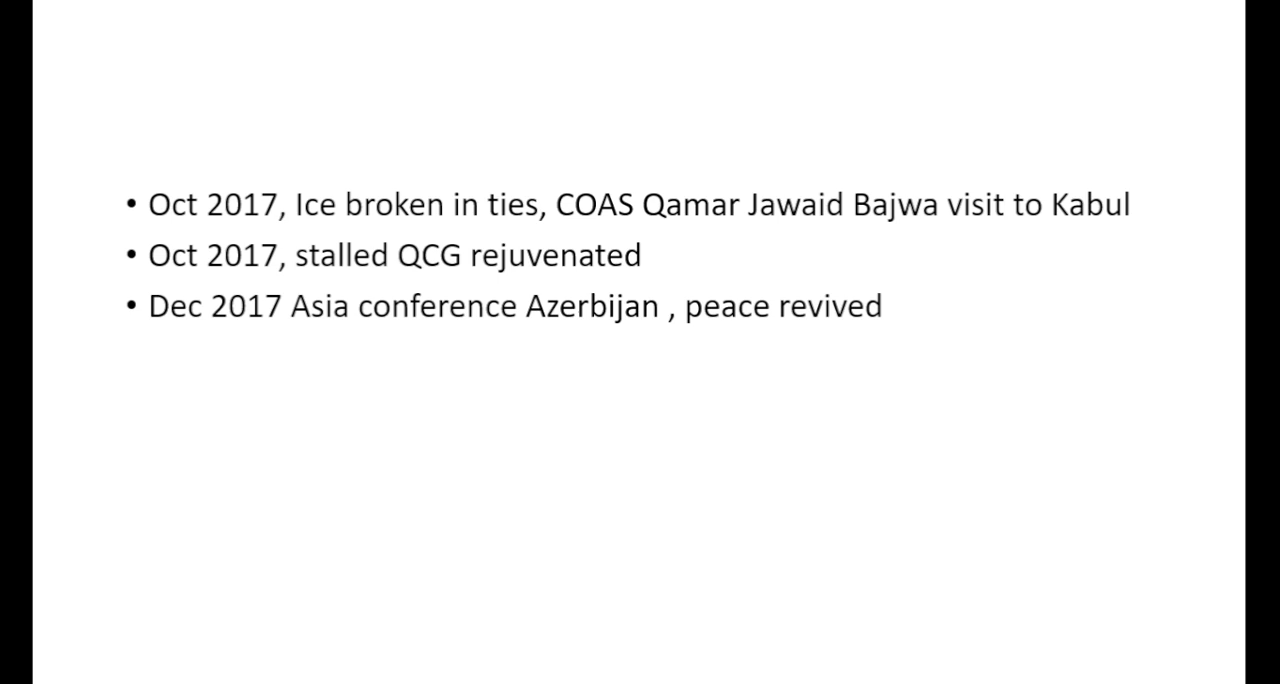 • Oct 2017, Ice broken in ties, COAS Qamar Jawaid Bajwa visit to Kabul
• Oct 2017, stalled QCG rejuvenated
• Dec 2017 Asia conference Azerbijan , peace revived